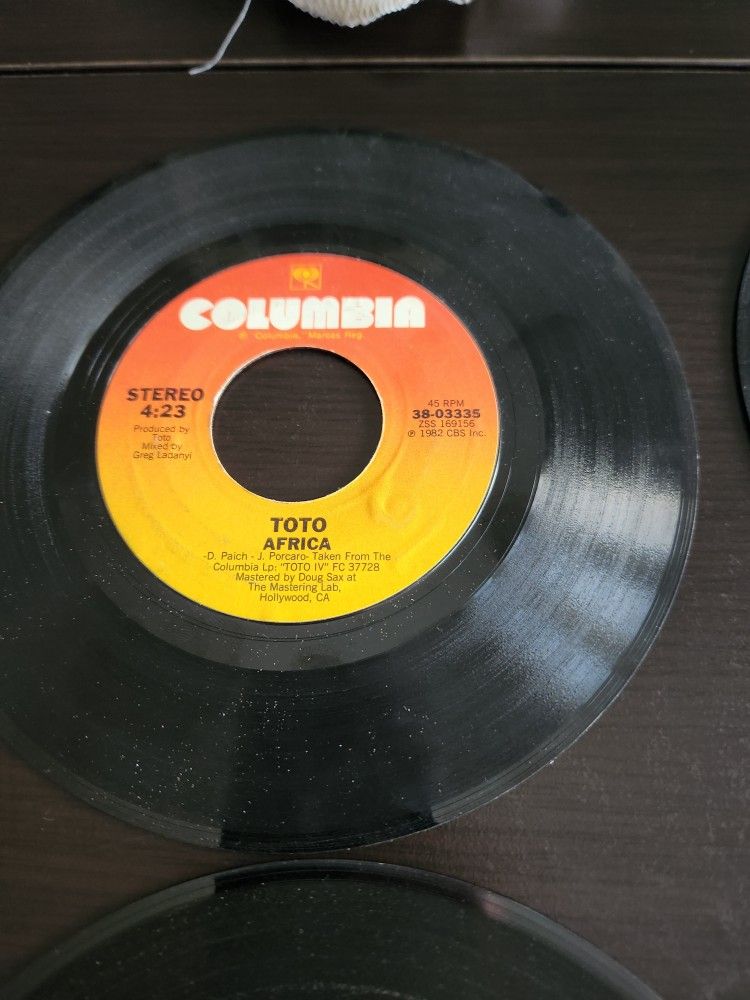 COLUMBIA
® "Columbia," Marcas Reg.
STEREO
4:23
Produced by
Toto
Mixed by
Greg Ladanyi
45 RPM
38-03335
ZSS 169156
℗ 1982 CBS Inc.
TOTO
AFRICA
-D. Paich - J. Porcaro- Taken From The
Columbia Lp: "TOTO IV" FC 37728
Mastered by Doug Sax at
The Mastering Lab,
Hollywood, CA